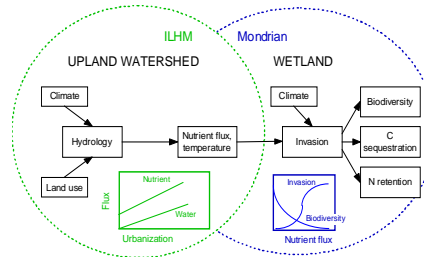 ILHM
Mondrian
UPLAND WATERSHED
WETLAND
Climate
Climate
Biodiversity
Hydrology
Nutrient flux,
temperature
Invasion
C
sequestration
Land use
N retention
Nutrient
Water
Flux
Urbanization
Invasion
Biodiversity
Nutrient flux